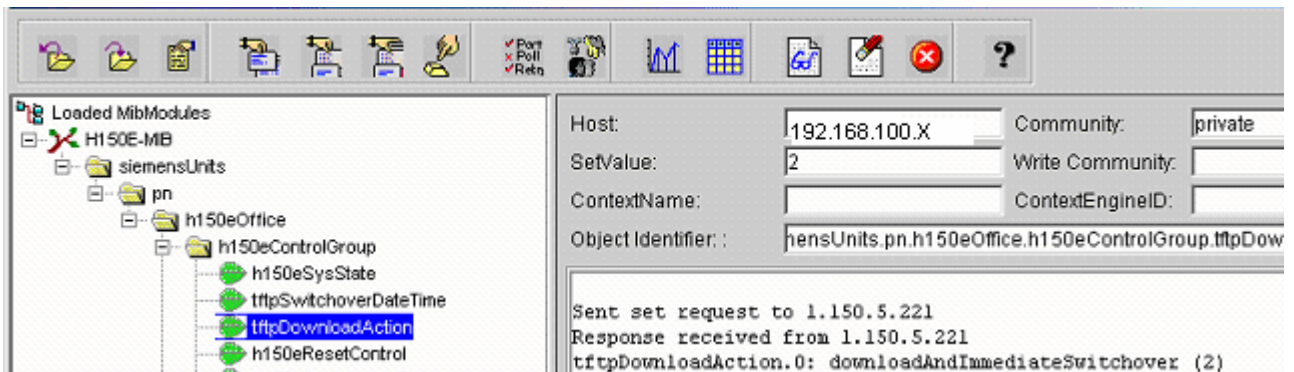 Port
Poll
Retn
?
Loaded MibModules
H150E-MIB
siemensUnits
pn
h150eOffice
h150eControlGroup
h150eSysState
tftpSwitchoverDateTime
tftpDownloadAction
h150eResetControl
Host: 192.168.100.X Community: private
SetValue: 2 Write Community:
ContextName: ContextEngineID:
Object Identifier: : nensUnits.pn.h150eOffice.h150eControlGroup.tftpDow
Sent set request to 1.150.5.221
Response received from 1.150.5.221
tftpDownloadAction.0: downloadAndImmediateSwitchover (2)